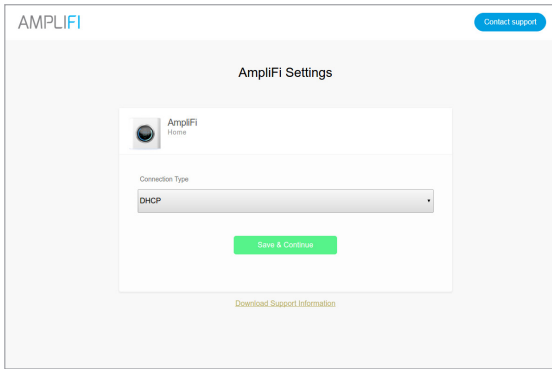 AMPLIFI
Contact support
AmpliFi Settings
AmpliFi
Home
Connection Type
DHCP
Save & Continue
Download Support Information